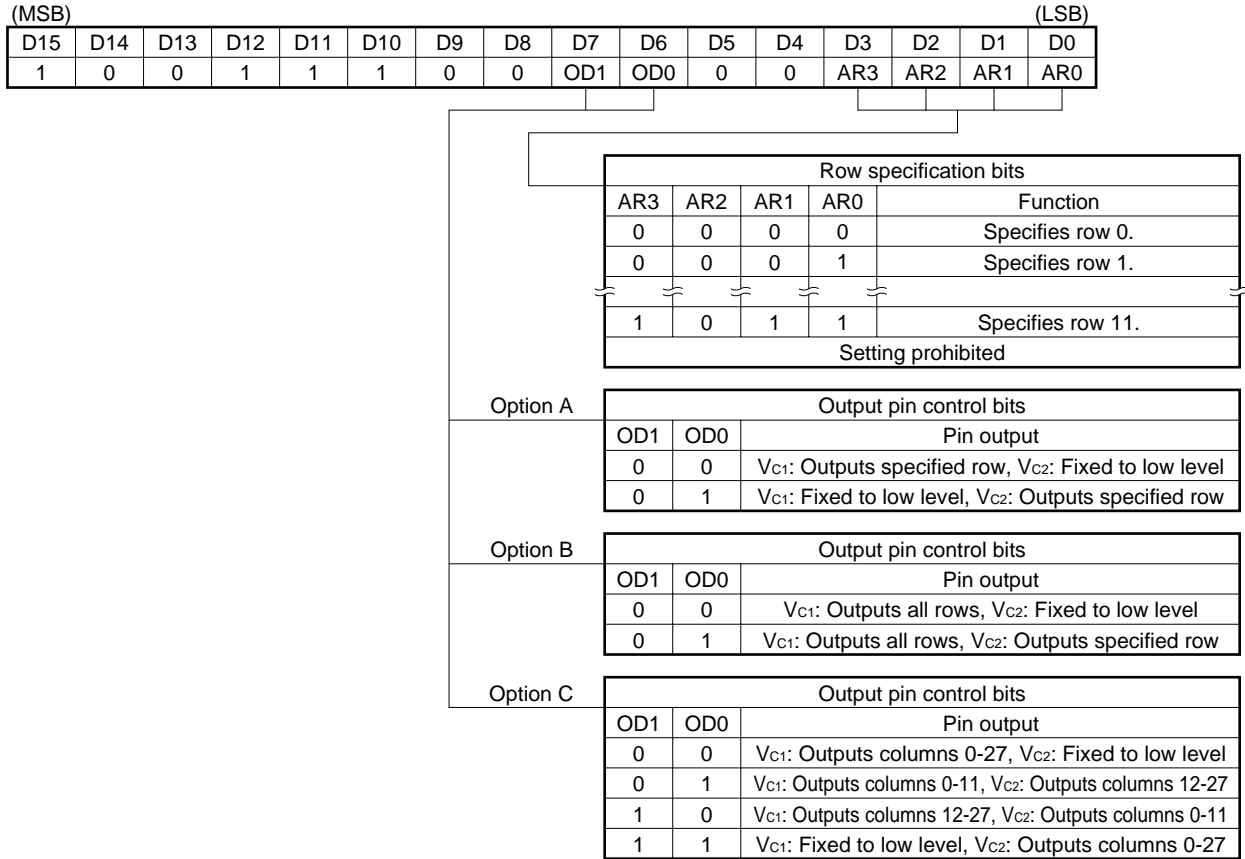 (MSB) (LSB)
D15 D14 D13 D12 D11 D10 D9 D8 D7 D6 D5 D4 D3 D2 D1 D0
1 0 0 1 1 1 0 0 OD1 OD0 0 0 AR3 AR2 AR1 AR0
Row specification bits
AR3 AR2 AR1 AR0 Function
0 0 0 0 Specifies row 0.
0 0 0 1 Specifies row 1.
1 0 1 1 Specifies row 11.
Setting prohibited
Option A Output pin control bits
OD1 OD0 Pin output
0 0 VC1: Outputs specified row, VC2: Fixed to low level
0 1 VC1: Fixed to low level, VC2: Outputs specified row
Option B Output pin control bits
OD1 OD0 Pin output
0 0 VC1: Outputs all rows, VC2: Fixed to low level
0 1 VC1: Outputs all rows, VC2: Outputs specified row
Option C Output pin control bits
OD1 OD0 Pin output
0 0 VC1: Outputs columns 0-27, VC2: Fixed to low level
0 1 VC1: Outputs columns 0-11, VC2: Outputs columns 12-27
1 0 VC1: Outputs columns 12-27, VC2: Outputs columns 0-11
1 1 VC1: Fixed to low level, VC2: Outputs columns 0-27